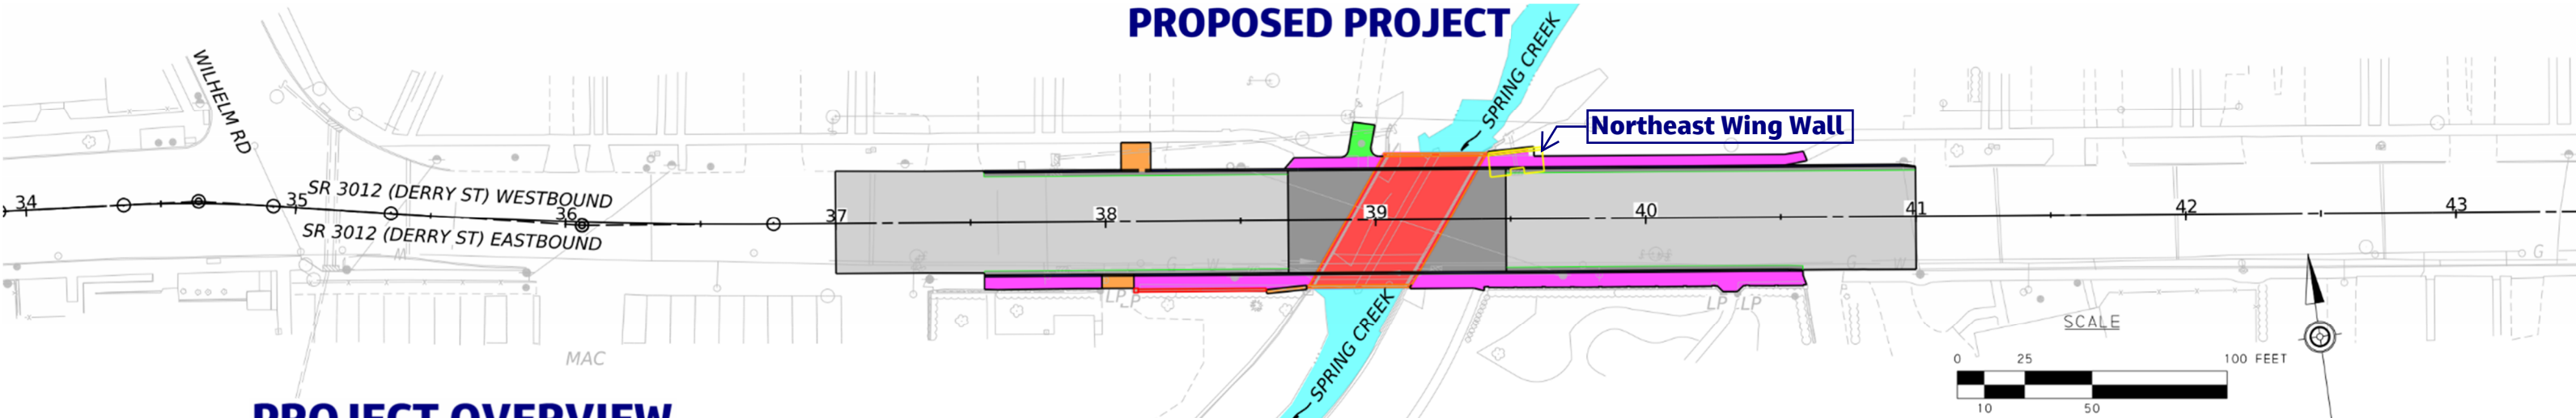 PROPOSED PROJECT
WILHELM RD
SPRING CREEK
Northeast Wing Wall
SR 3012 (DERRY ST) WESTBOUND
34 35 36 37 38 39 40 41 42 43
SR 3012 (DERRY ST) EASTBOUND
M
G W
G W
G
LP LP
LP LP
SPRING CREEK
MAC
SCALE
0 25 100 FEET
10 50
PROJECT OVERVIEW